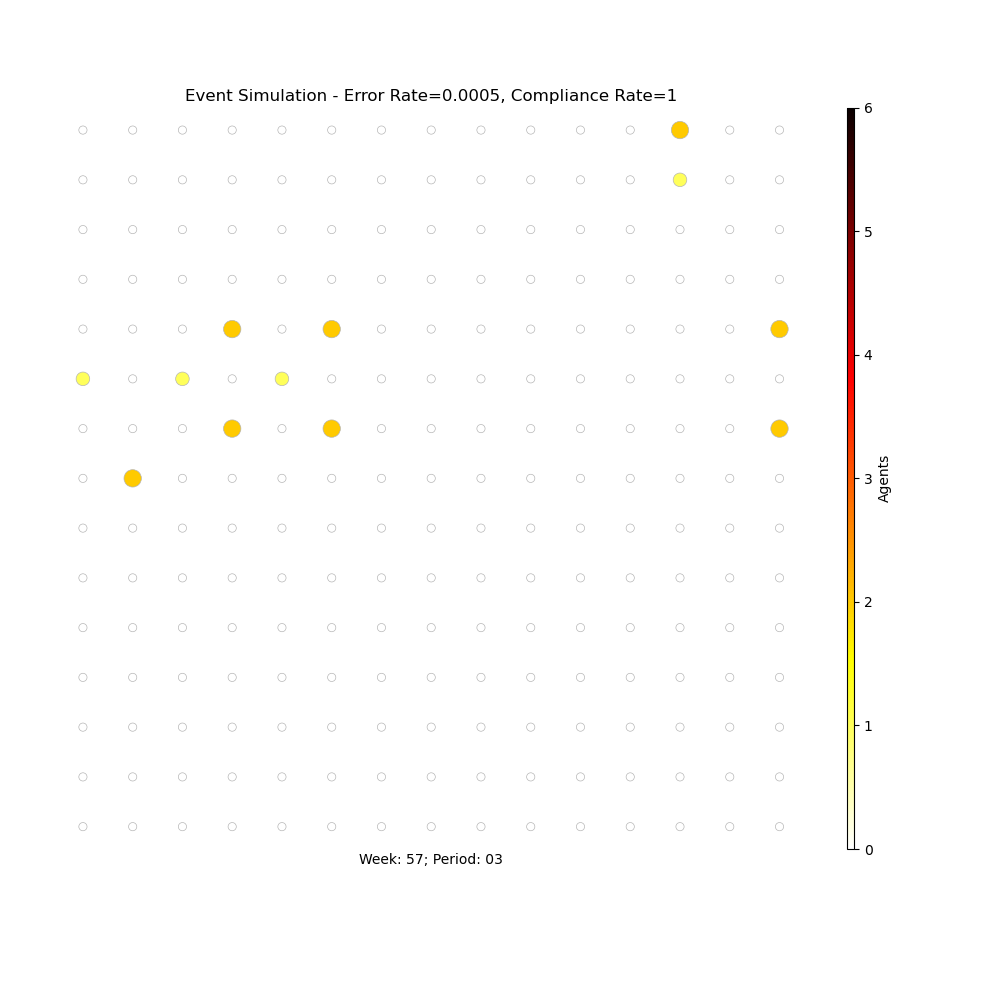 Event Simulation - Error Rate=0.0005, Compliance Rate=1
6
5
4
3
2
1
0
Agents
Week: 57; Period: 03